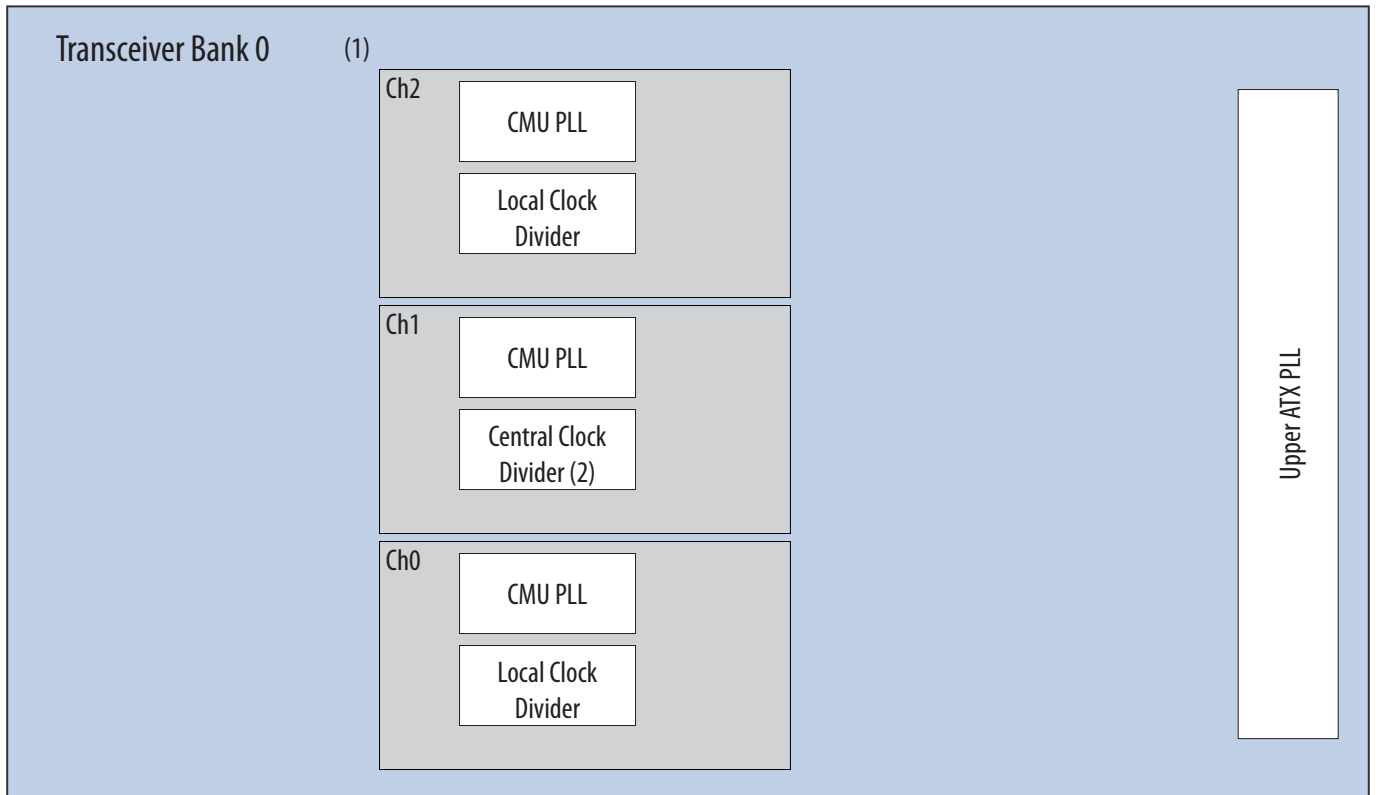 Transceiver Bank 0 (1)
Ch2
CMU PLL
Local Clock
Divider
Ch1
CMU PLL
Central Clock
Divider (2)
Ch0
CMU PLL
Local Clock
Divider
Upper ATX PLL